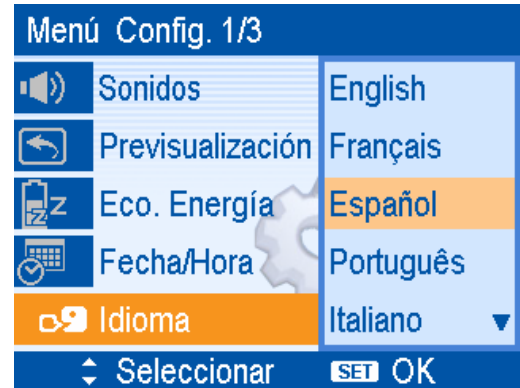 Menú Config. 1/3
Sonidos
Previsualización
Eco. Energía
Fecha/Hora
Idioma
English
Français
Español
Português
Italiano
Seleccionar SET OK